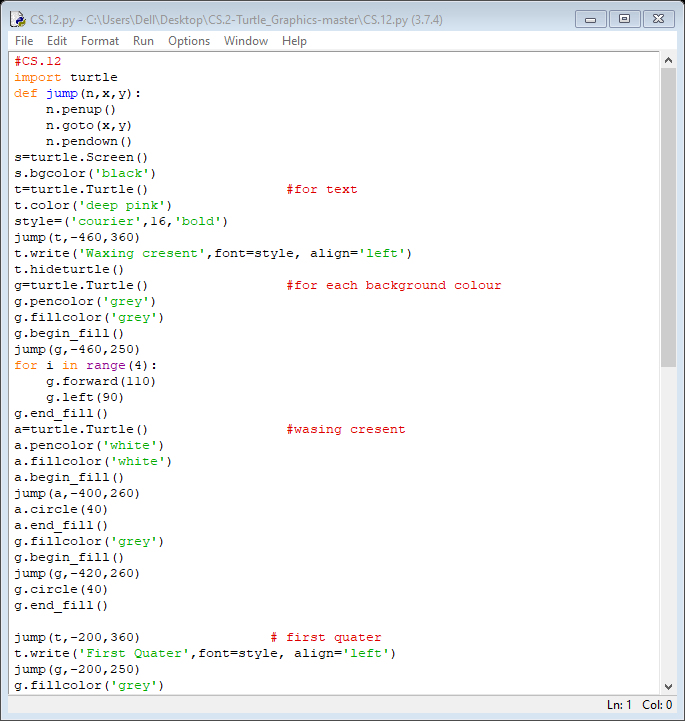 CS.12.py - C:\Users\Dell\Desktop\CS.2-Turtle_Graphics-master\CS.12.py (3.7.4)
File Edit Format Run Options Window Help
#CS.12
import turtle
def jump(n,x,y):
    n.penup()
    n.goto(x,y)
    n.pendown()
s=turtle.Screen()
s.bgcolor('black')
t=turtle.Turtle()                 #for text
t.color('deep pink')
style=('courier',16,'bold')
jump(t,-460,360)
t.write('Waxing cresent',font=style, align='left')
t.hideturtle()
g=turtle.Turtle()                 #for each background colour
g.pencolor('grey')
g.fillcolor('grey')
g.begin_fill()
jump(g,-460,250)
for i in range(4):
    g.forward(110)
    g.left(90)
g.end_fill()
a=turtle.Turtle()                 #wasing cresent
a.pencolor('white')
a.fillcolor('white')
a.begin_fill()
jump(a,-400,260)
a.circle(40)
a.end_fill()
g.fillcolor('grey')
g.begin_fill()
jump(g,-420,260)
g.circle(40)
g.end_fill()

jump(t,-200,360)                # first quater
t.write('First Quater',font=style, align='left')
jump(g,-200,250)
g.fillcolor('grey')
Ln: 1 Col: 0